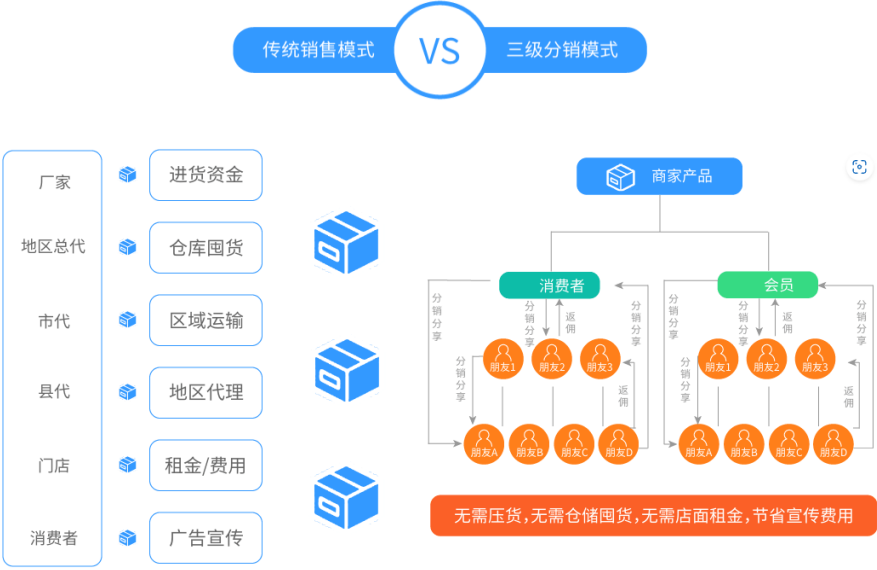 传统销售模式
VS
三级分销模式
厂家
进货资金
地区总代
仓库囤货
市代
区域运输
县代
地区代理
门店
租金/费用
消费者
广告宣传
商家产品
消费者
分销分享
分销分享
返佣
分销分享
朋友1
朋友2
朋友3
分销分享
返佣
朋友A
朋友B
朋友C
朋友D
会员
分销分享
分销分享
返佣
分销分享
朋友1
朋友2
朋友3
分销分享
返佣
朋友A
朋友B
朋友C
朋友D
无需压货,无需仓储囤货,无需店面租金,节省宣传费用